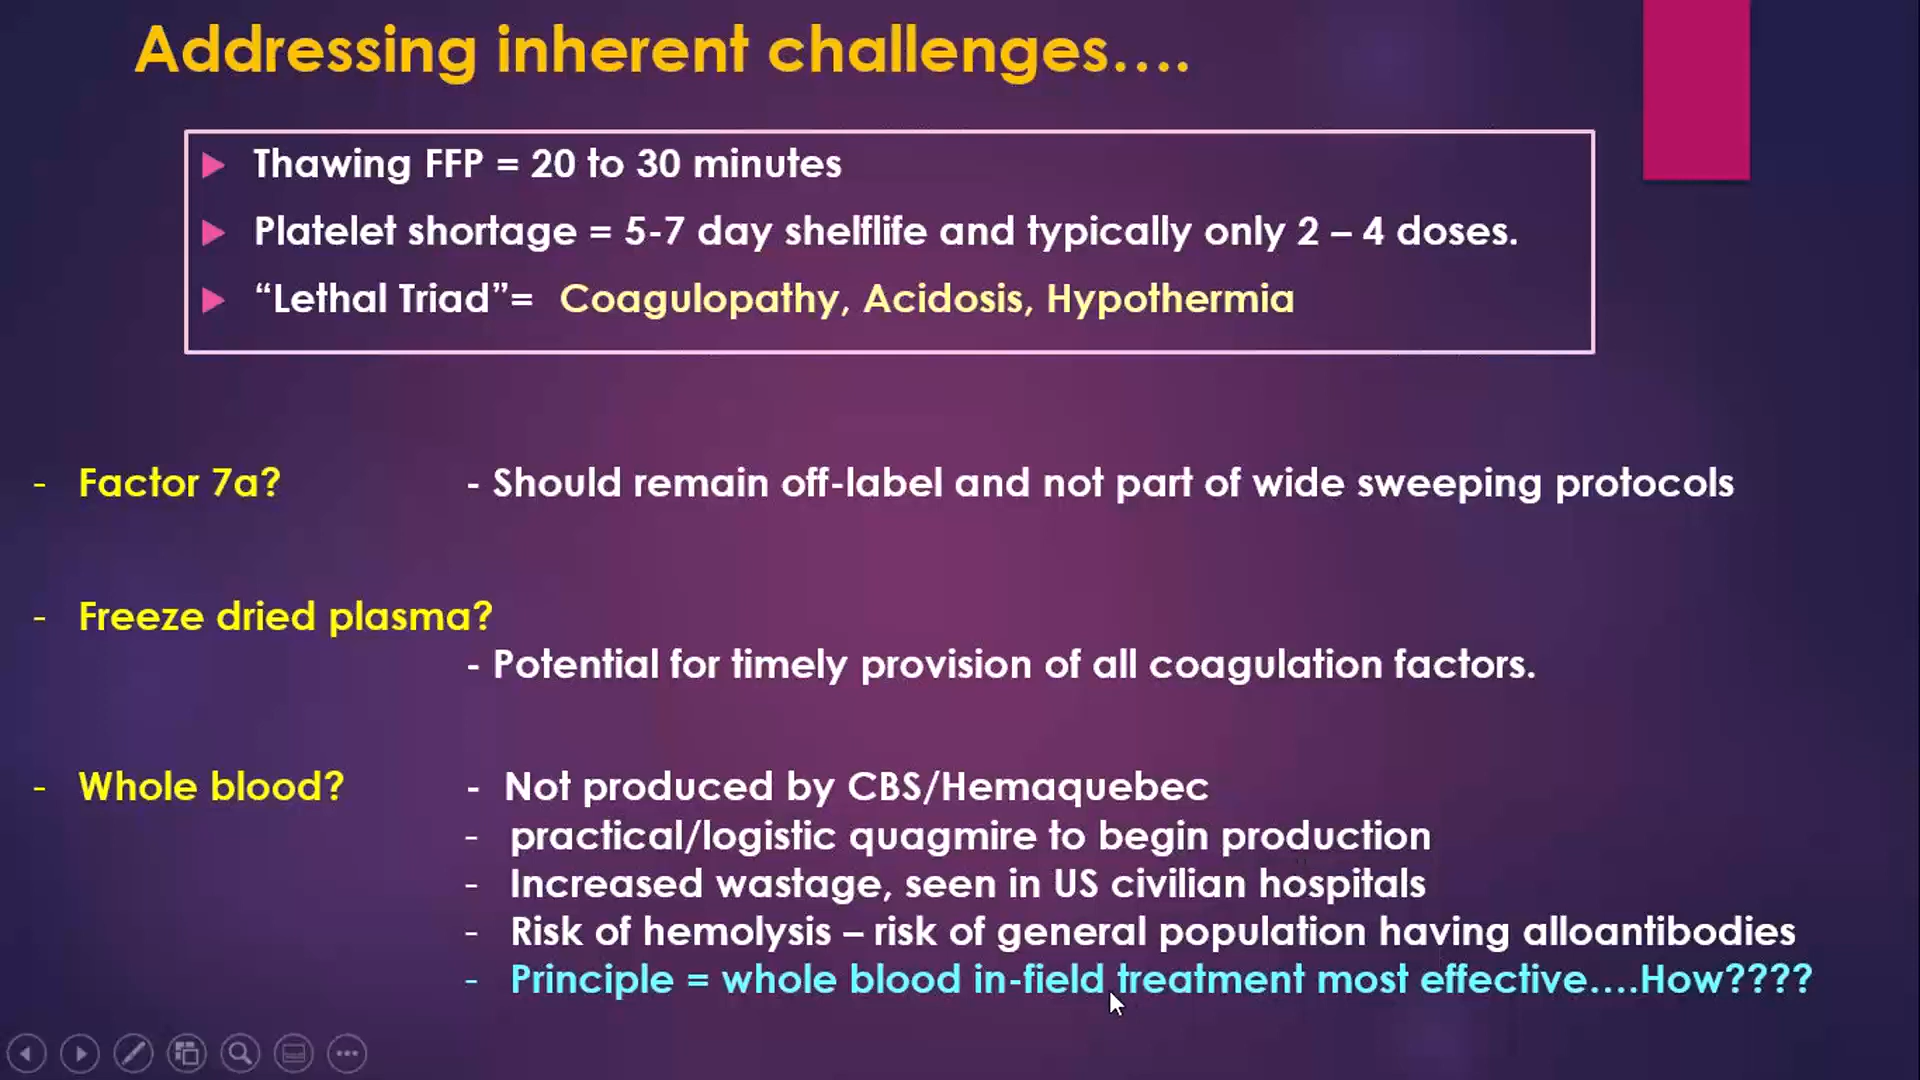 Addressing inherent challenges....
Thawing FFP = 20 to 30 minutes
Platelet shortage = 5-7 day shelflife and typically only 2 – 4 doses.
“Lethal Triad”= Coagulopathy, Acidosis, Hypothermia
- Factor 7a? - Should remain off-label and not part of wide sweeping protocols
- Freeze dried plasma?
- Potential for timely provision of all coagulation factors.
- Whole blood? - Not produced by CBS/Hemaquebec
- practical/logistic quagmire to begin production
- Increased wastage, seen in US civilian hospitals
- Risk of hemolysis – risk of general population having alloantibodies
- Principle = whole blood in-field treatment most effective....How????